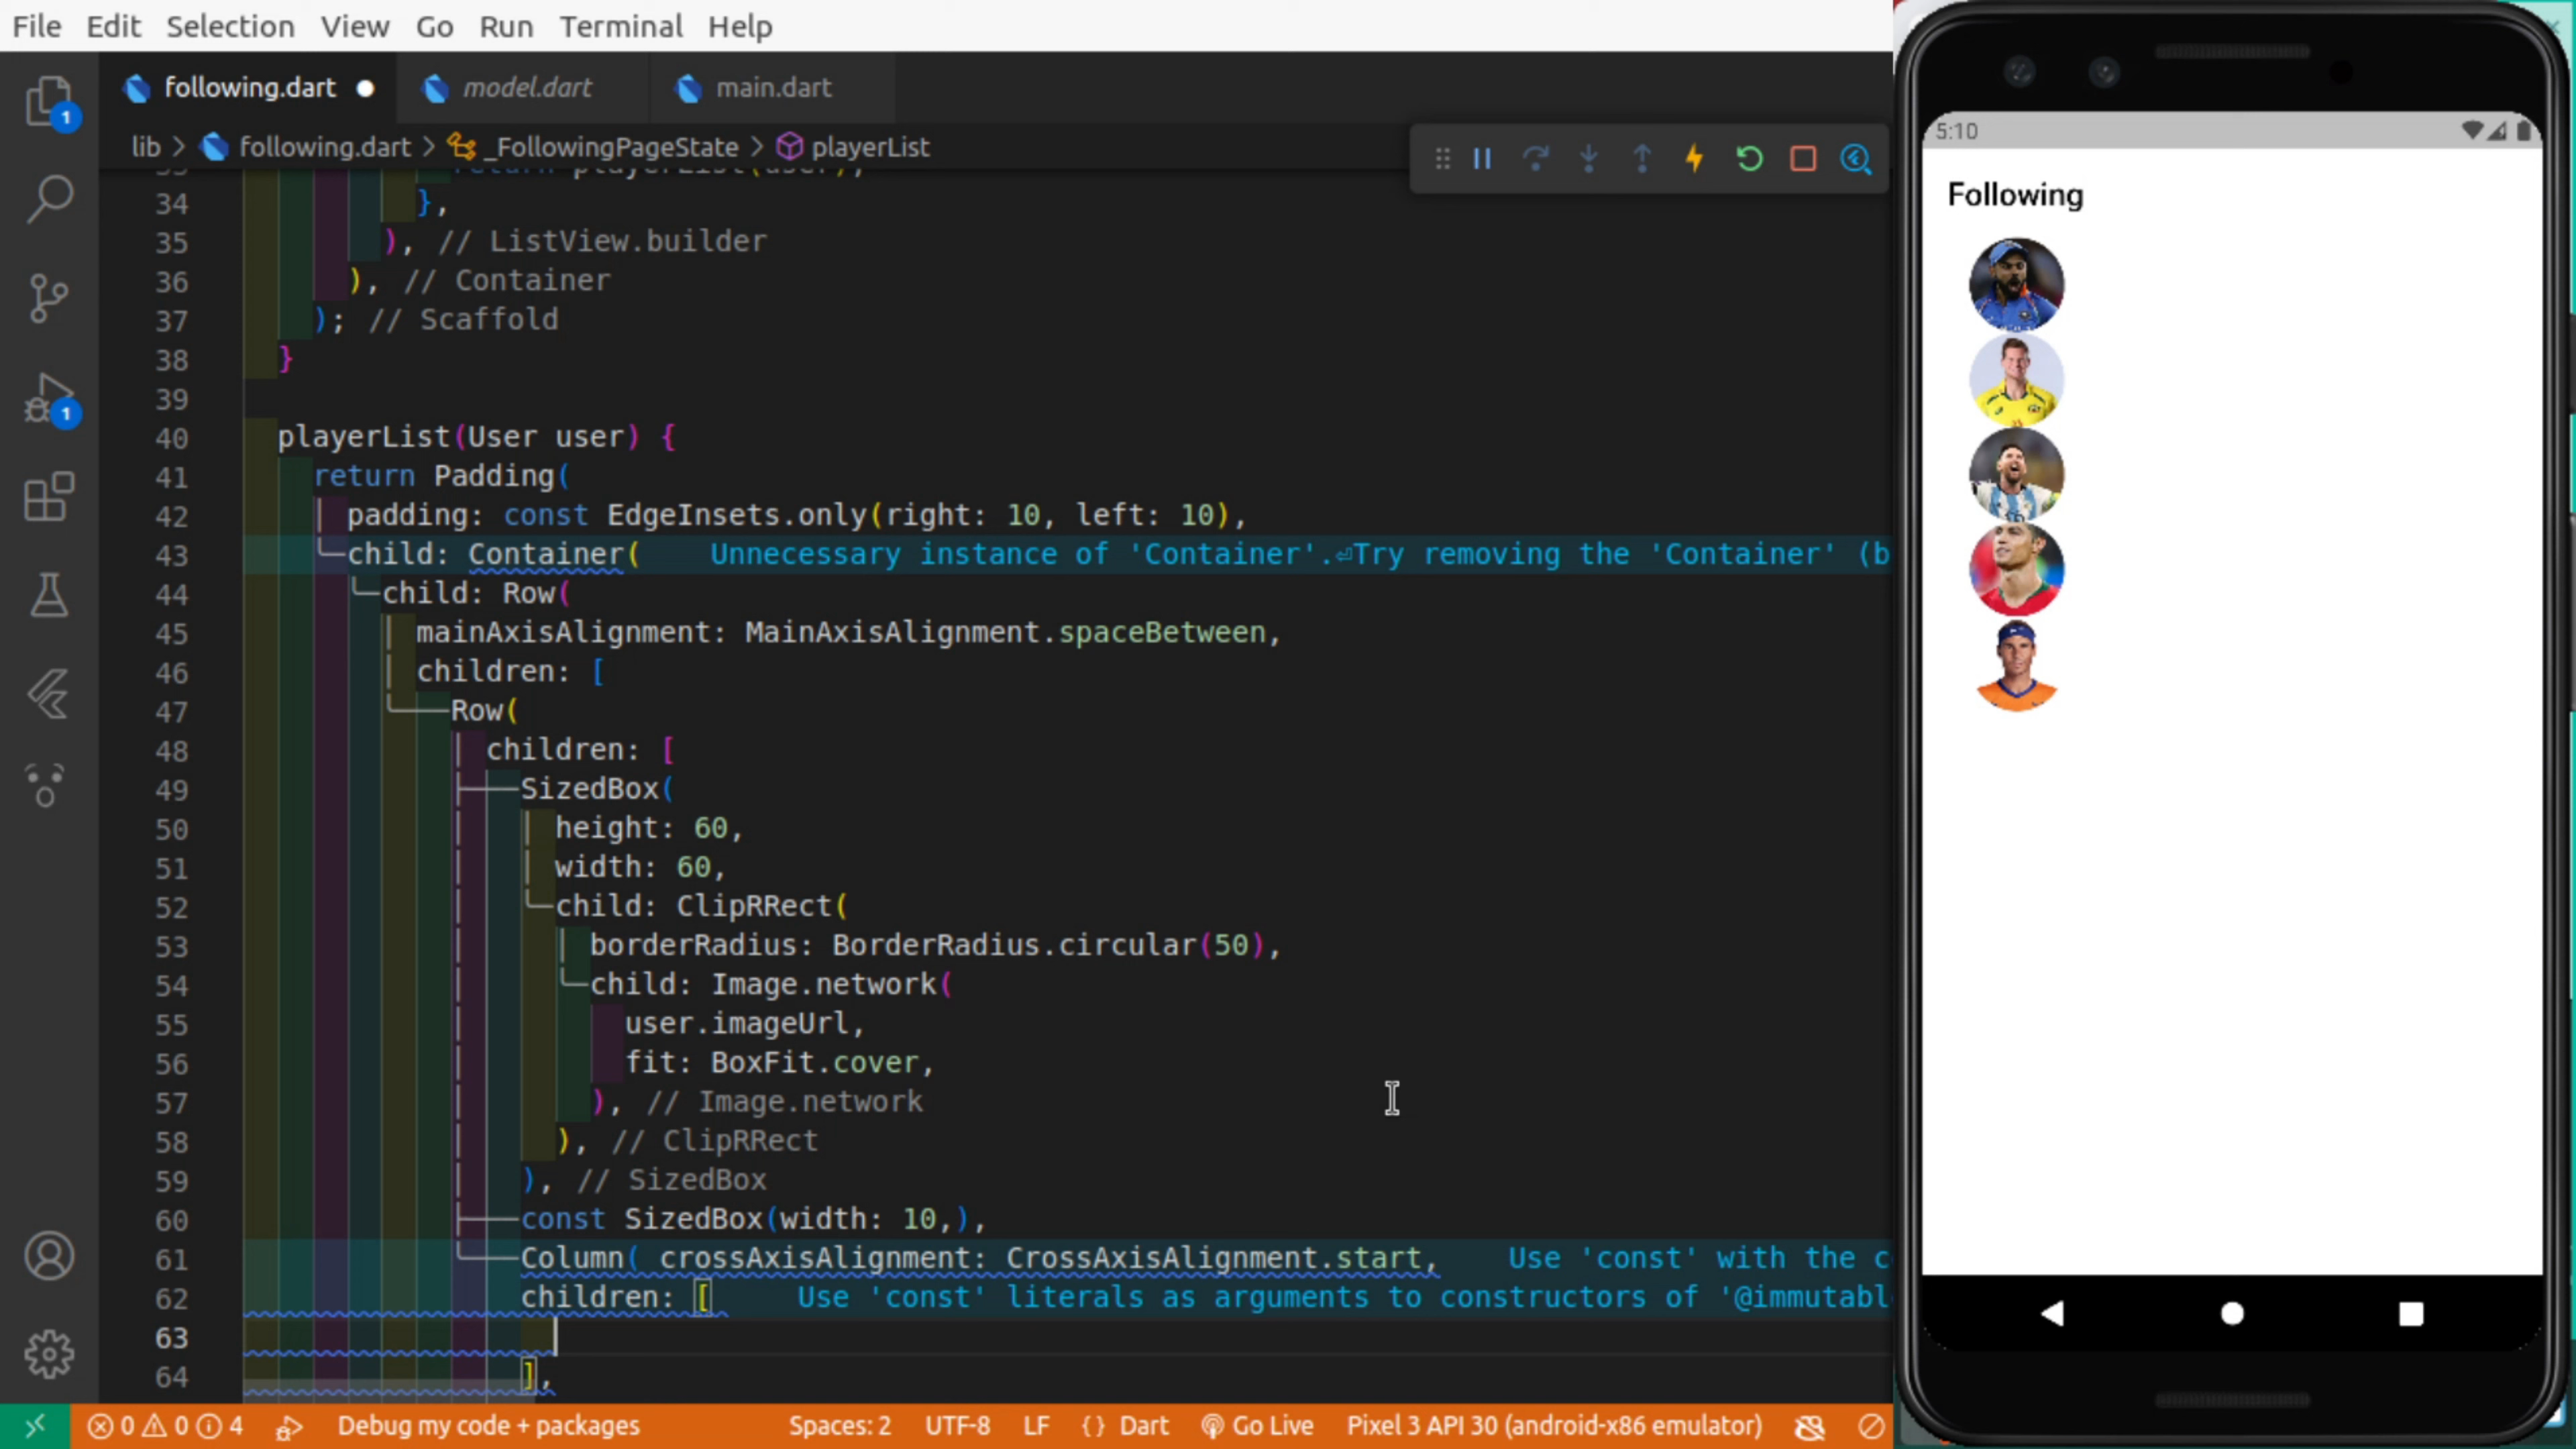 File Edit Selection View Go Run Terminal Help
following.dart model.dart main.dart
lib > following.dart > _FollowingPageState > playerList
return playerList(user);
34 },
35 ), // ListView.builder
36 ), // Container
37 ); // Scaffold
38 }
39
40 playerList(User user) {
41 return Padding(
42 padding: const EdgeInsets.only(right: 10, left: 10),
43 child: Container( Unnecessary instance of 'Container'.⏎Try removing the 'Container' (b
44 child: Row(
45 mainAxisAlignment: MainAxisAlignment.spaceBetween,
46 children: [
47 Row(
48 children: [
49 SizedBox(
50 height: 60,
51 width: 60,
52 child: ClipRRect(
53 borderRadius: BorderRadius.circular(50),
54 child: Image.network(
55 user.imageUrl,
56 fit: BoxFit.cover,
57 ), // Image.network
58 ), // ClipRRect
59 ), // SizedBox
60 const SizedBox(width: 10,),
61 Column( crossAxisAlignment: CrossAxisAlignment.start, Use 'const' with the c
62 children: [ Use 'const' literals as arguments to constructors of '@immutabl
63
64 ],
1
1
0 0 4 Debug my code + packages Spaces: 2 UTF-8 LF {} Dart Go Live Pixel 3 API 30 (android-x86 emulator)
5:10
Following